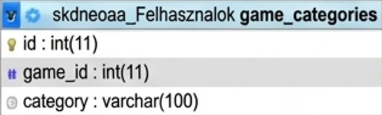 skdneoaa_Felhasznalok game_categories
id : int(11)
game_id : int(11)
category : varchar(100)